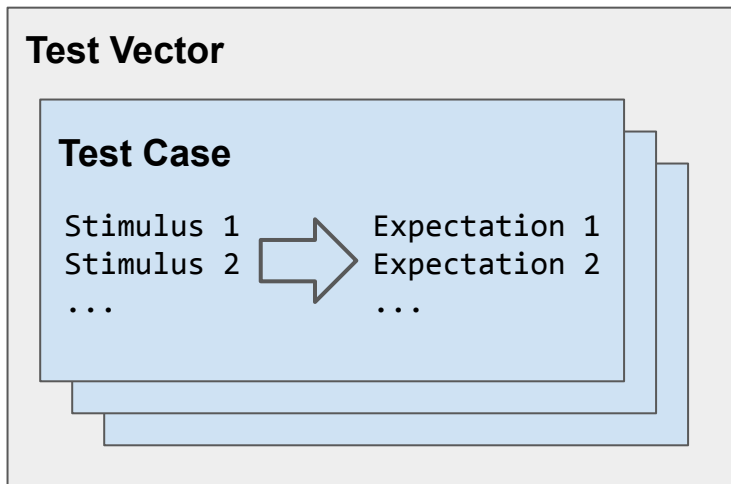 Test Vector
Test Case
Stimulus 1 Expectation 1
Stimulus 2 Expectation 2
... ...